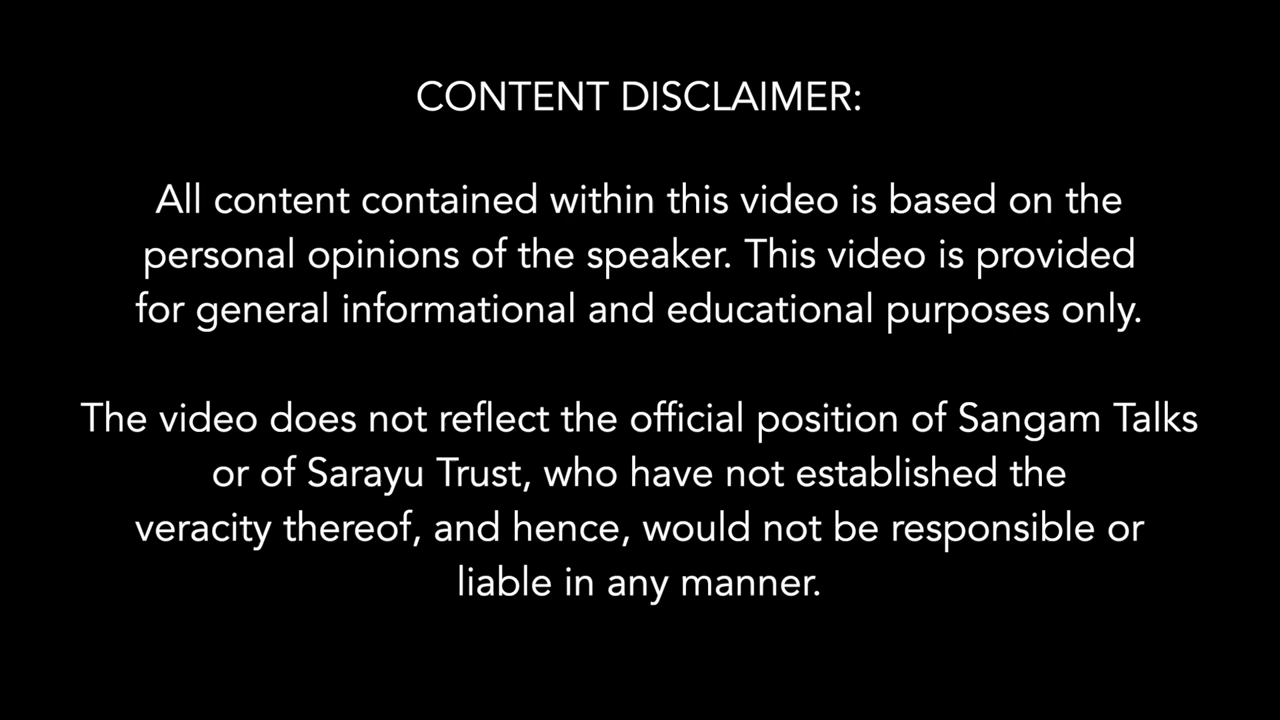 CONTENT DISCLAIMER:
All content contained within this video is based on the
personal opinions of the speaker. This video is provided
for general informational and educational purposes only.
The video does not reflect the official position of Sangam Talks
or of Sarayu Trust, who have not established the
veracity thereof, and hence, would not be responsible or
liable in any manner.